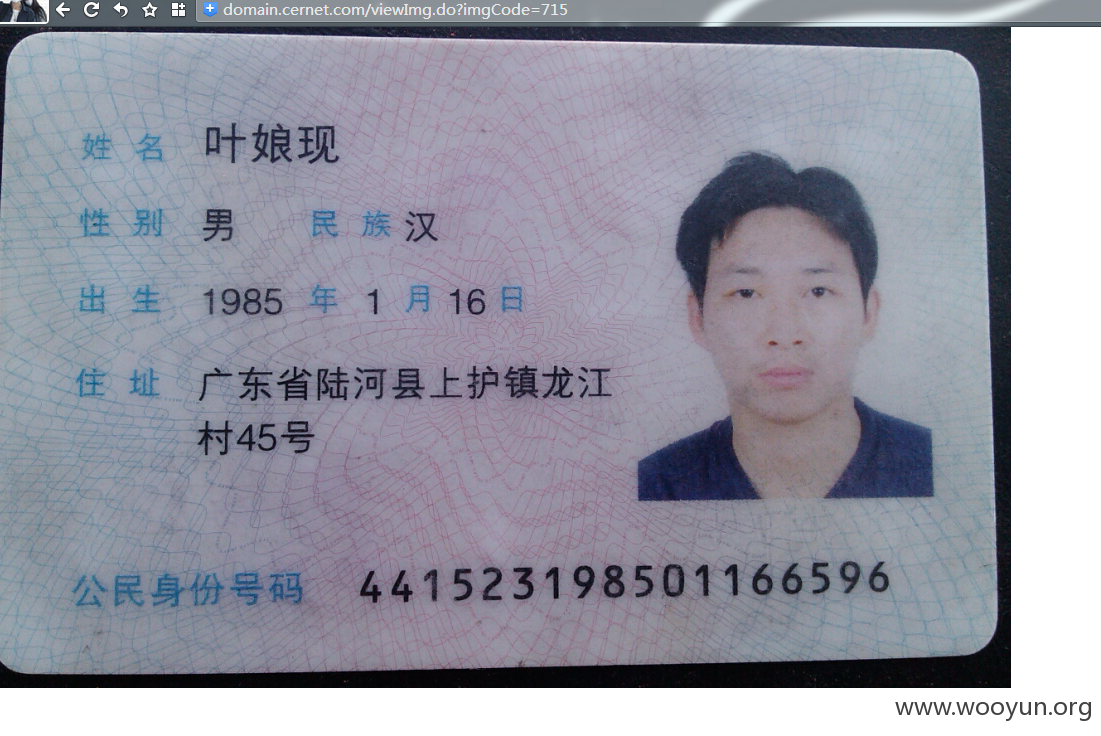 domain.cernet.com/viewImg.do?imgCode=715
姓 名 叶娘现
性 别 男 民 族 汉
出 生 1985 年 1 月 16 日
住 址 广东省陆河县上护镇龙江
村45号
公民身份号码 441523198501166596
www.wooyun.org